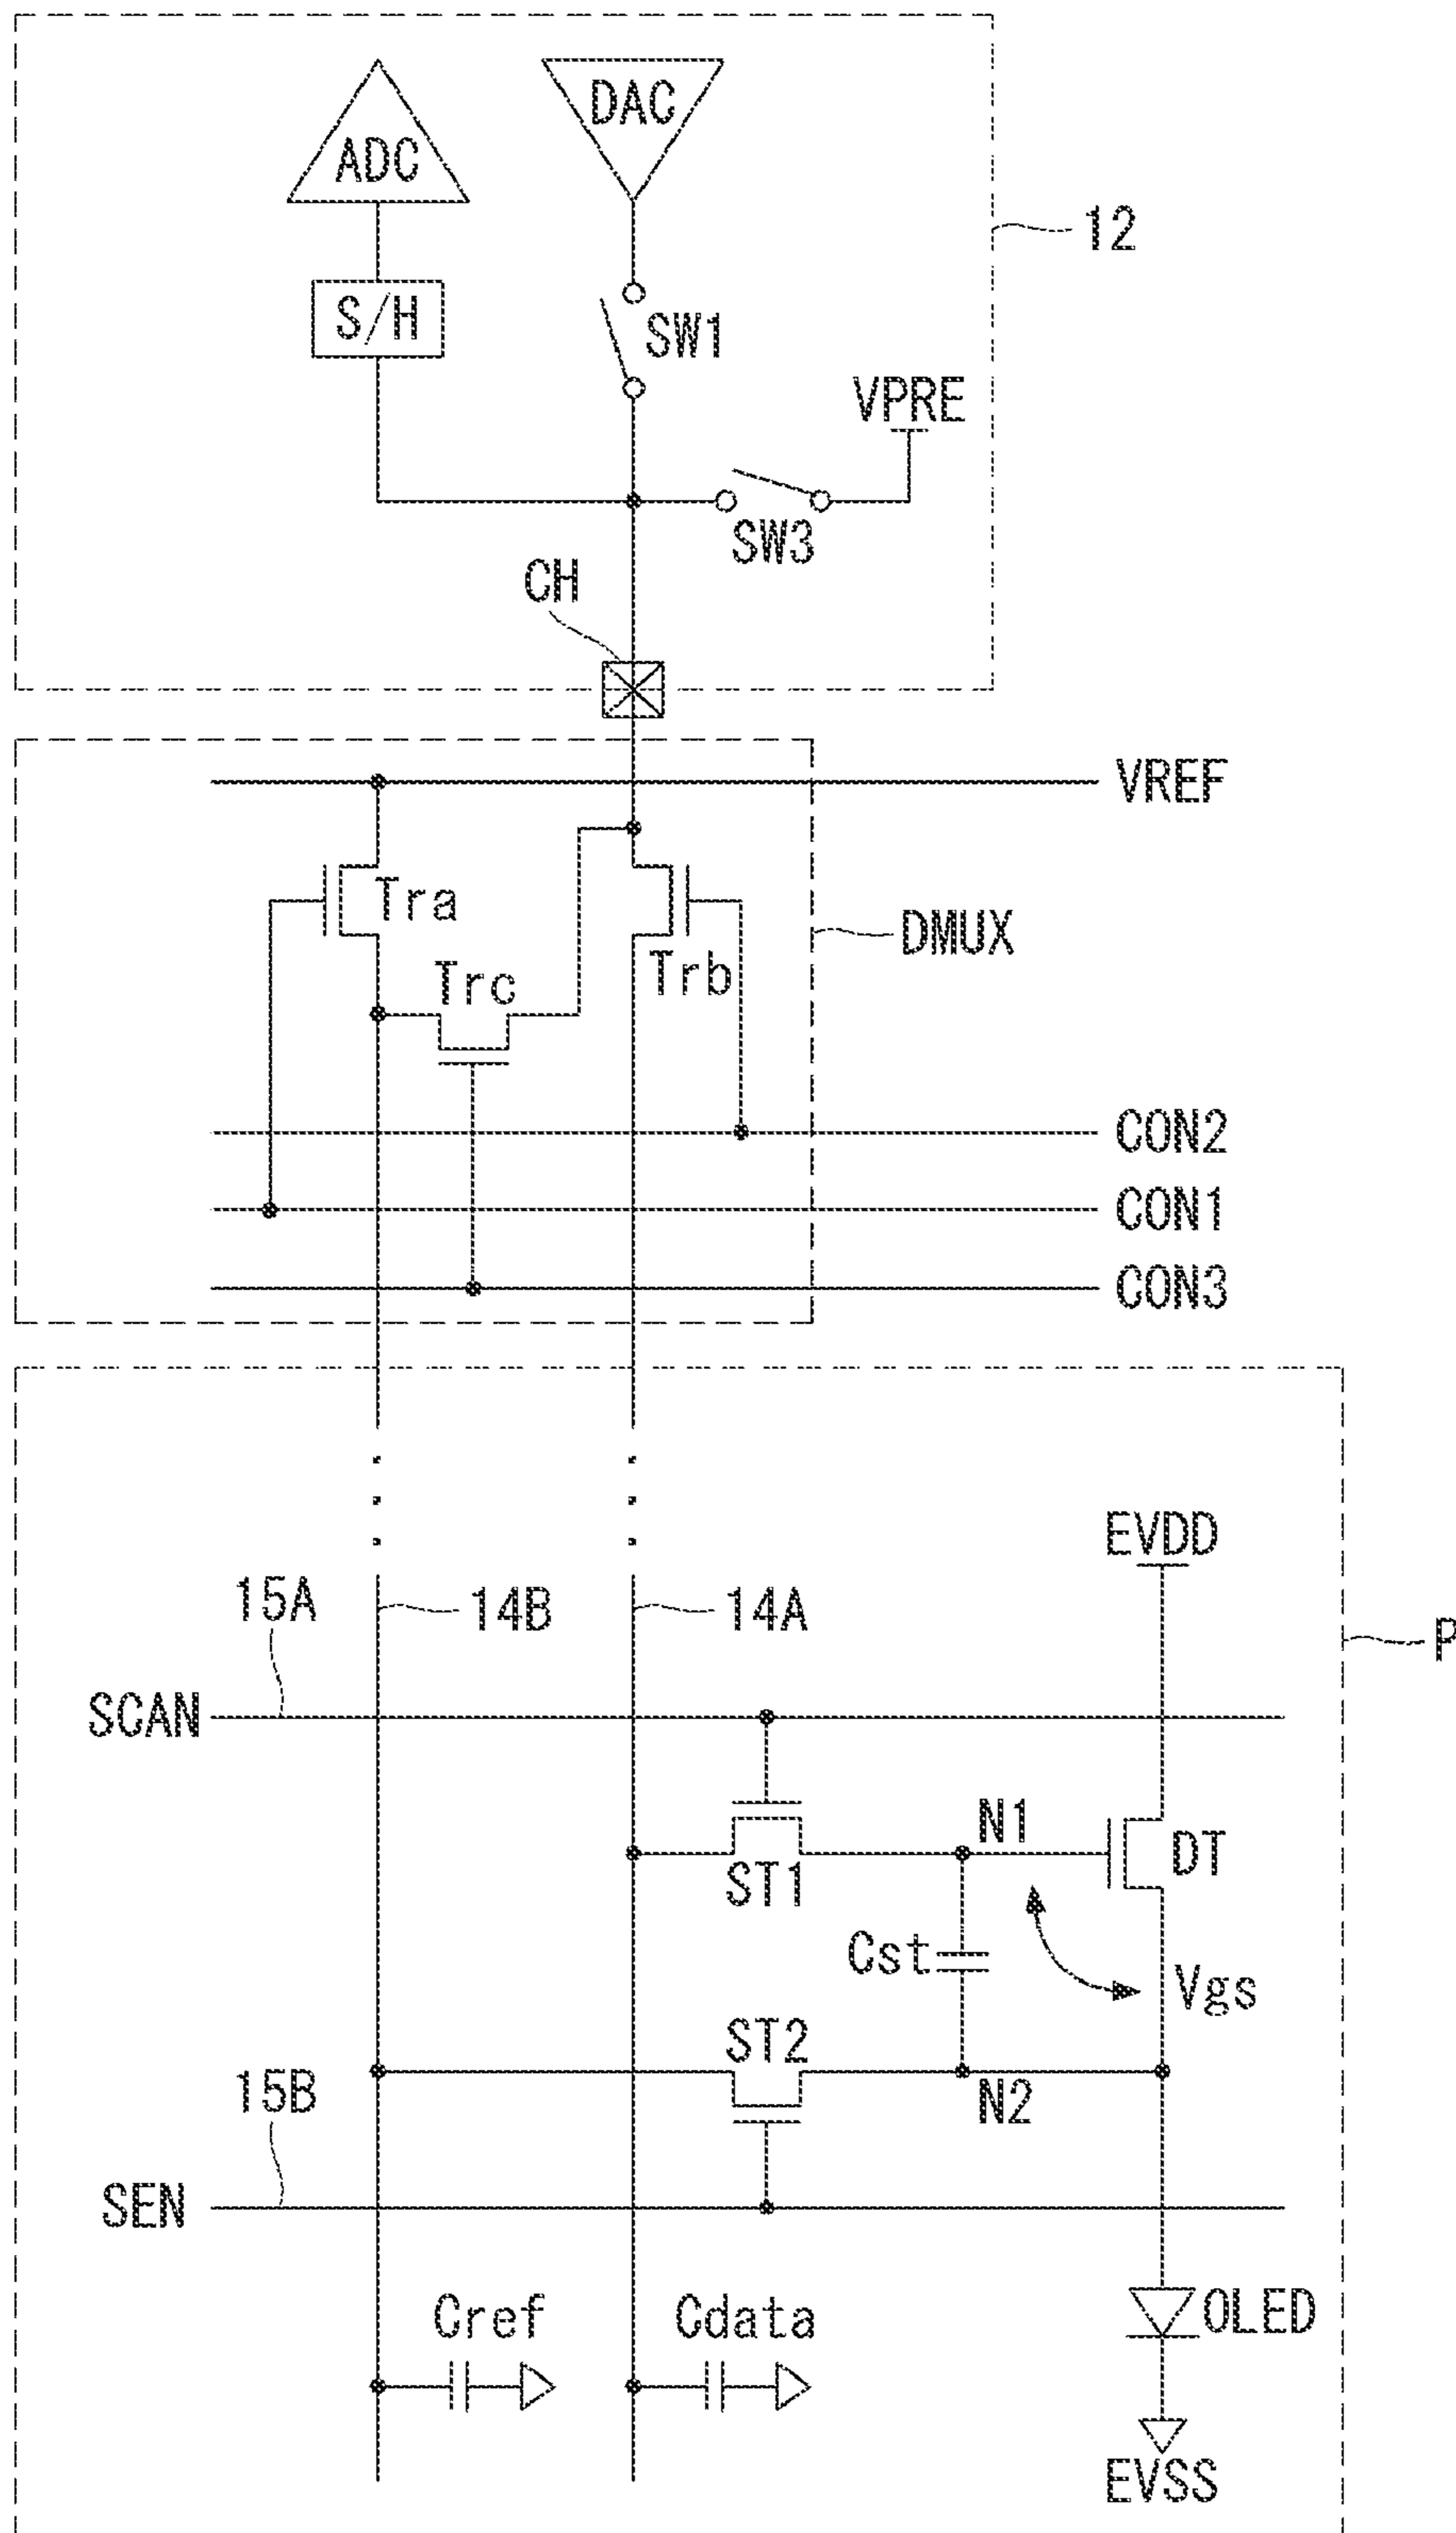 DAC
ADC
12
S/H
SW1
VPRE
SW3
CH
VREF
Tra
DMUX
Trc
Trb
CON2
CON1
CON3
EVDD
15A
14B
14A
P
SCAN
N1
DT
ST1
Cst
Vgs
ST2
15B
N2
SEN
Cref
Cdata
OLED
EVSS